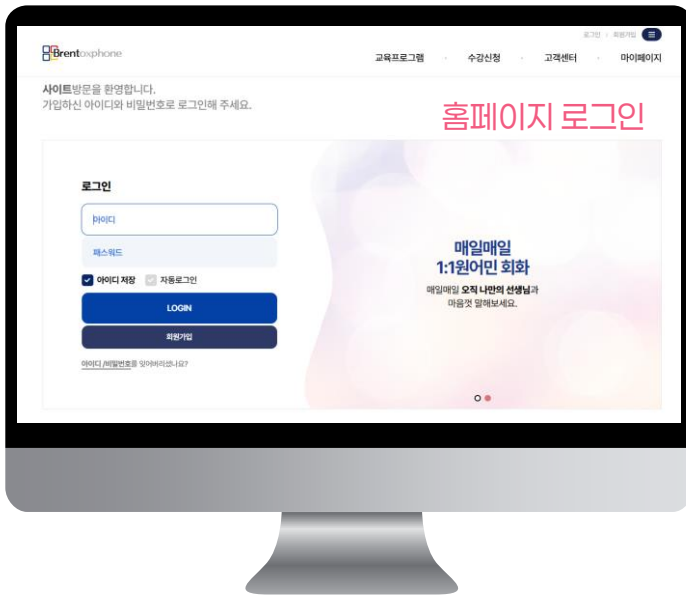 로그인 | 회원가입
Brentoxphone
교육프로그램 · 수강신청 · 고객센터 · 마이페이지
사이트방문을 환영합니다.
가입하신 아이디와 비밀번호로 로그인해 주세요.
홈페이지 로그인
로그인
아이디
패스워드
아이디 저장 자동로그인
LOGIN
회원가입
아이디 /비밀번호를 잊어버리셨나요?
매일매일
1:1원어민 회화
매일매일 오직 나만의 선생님과
마음껏 말해보세요.